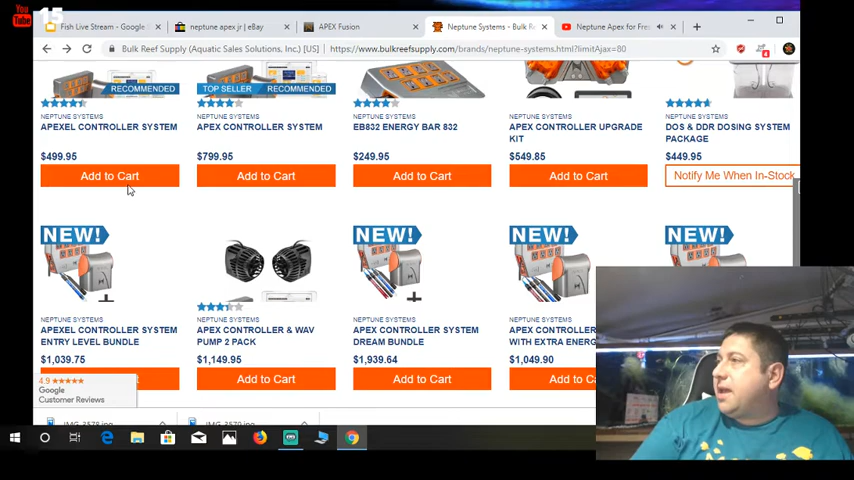 You Tube 15
Fish Live Stream - Google S
neptune apex jr | eBay
APEX Fusion
Neptune Systems - Bulk R
Neptune Apex for Fre
Bulk Reef Supply (Aquatic Sales Solutions, Inc.) [US] | https://www.bulkreefsupply.com/brands/neptune-systems.html?limitAjax=80
RECOMMENDED
TOP SELLER RECOMMENDED
NEPTUNE SYSTEMS
APEXEL CONTROLLER SYSTEM
$499.95
Add to Cart
NEPTUNE SYSTEMS
APEX CONTROLLER SYSTEM
$799.95
Add to Cart
NEPTUNE SYSTEMS
EB832 ENERGY BAR 832
$249.95
Add to Cart
NEPTUNE SYSTEMS
APEX CONTROLLER UPGRADE
KIT
$549.85
Add to Cart
NEPTUNE SYSTEMS
DOS & DDR DOSING SYSTEM
PACKAGE
$449.95
Notify Me When In-Stock
NEW!
NEPTUNE SYSTEMS
APEXEL CONTROLLER SYSTEM
ENTRY LEVEL BUNDLE
$1,039.75
NEPTUNE SYSTEMS
APEX CONTROLLER & WAV
PUMP 2 PACK
$1,149.95
Add to Cart
NEW!
NEPTUNE SYSTEMS
APEX CONTROLLER SYSTEM
DREAM BUNDLE
$1,939.64
Add to Cart
NEW!
NEPTUNE SYSTEMS
APEX CONTROLLER
WITH EXTRA ENERG
$1,049.90
Add to Ca
NEW!
4.9
Google
Customer Reviews
IMG_3578.jpg
IMG_3579.jpg